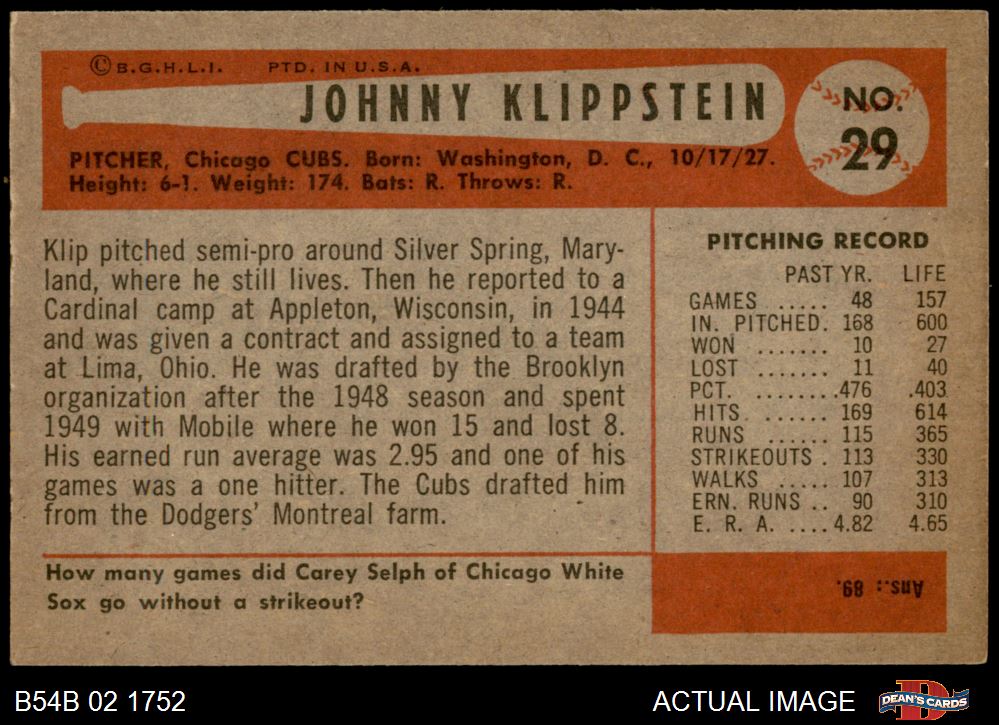 ©B.G.H.L.I. PTD. IN U.S.A.
JOHNNY KLIPPSTEIN
NO.
29
PITCHER, Chicago CUBS. Born: Washington, D. C., 10/17/27.
Height: 6-1. Weight: 174. Bats: R. Throws: R.
Klip pitched semi-pro around Silver Spring, Mary-
land, where he still lives. Then he reported to a
Cardinal camp at Appleton, Wisconsin, in 1944
and was given a contract and assigned to a team
at Lima, Ohio. He was drafted by the Brooklyn
organization after the 1948 season and spent
1949 with Mobile where he won 15 and lost 8.
His earned run average was 2.95 and one of his
games was a one hitter. The Cubs drafted him
from the Dodgers' Montreal farm.
PITCHING RECORD
PAST YR. LIFE
GAMES ..... 48 157
IN. PITCHED. 168 600
WON ....... 10 27
LOST ....... 11 40
PCT. ........476 .403
HITS. ...... 169 614
RUNS ...... 115 365
STRIKEOUTS . 113 330
WALKS ..... 107 313
ERN. RUNS .. 90 310
E. R. A. ....4.82 4.65
How many games did Carey Selph of Chicago White
Sox go without a strikeout?
Ans.: 89.
B54B 02 1752
ACTUAL IMAGE
DEAN'S CARDS